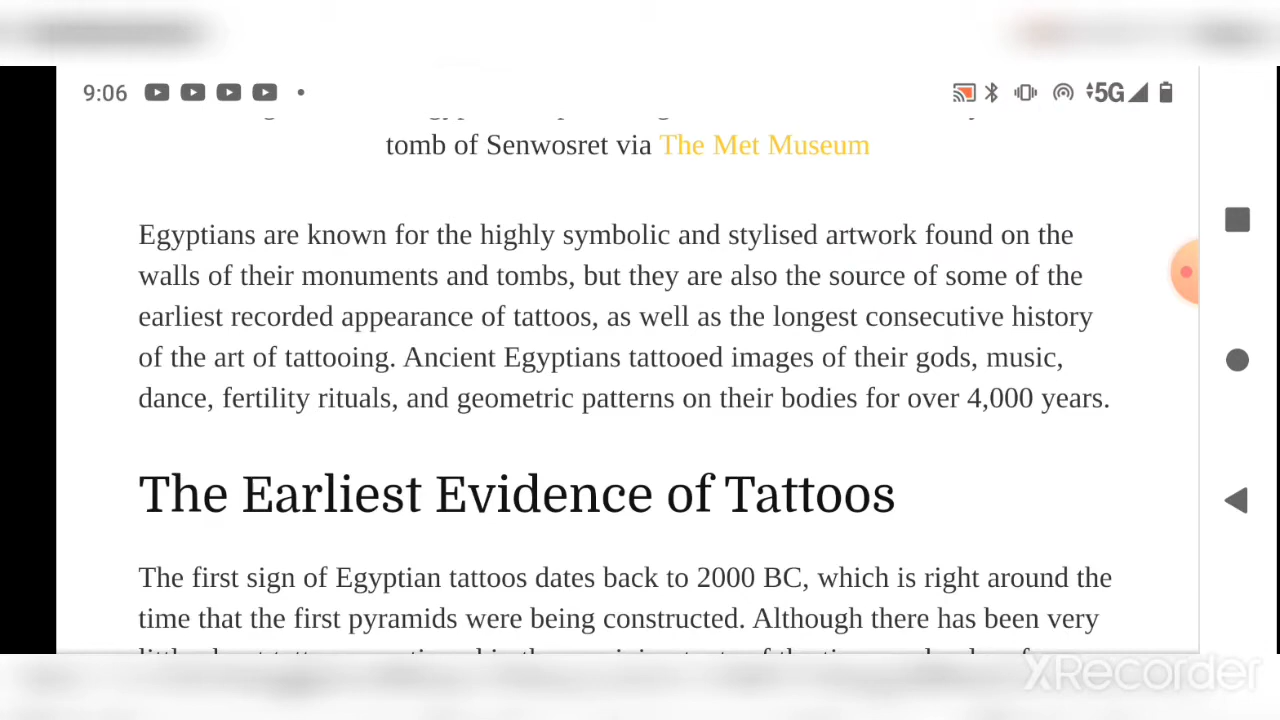 9:06
5G
tomb of Senwosret via The Met Museum
Egyptians are known for the highly symbolic and stylised artwork found on the
walls of their monuments and tombs, but they are also the source of some of the
earliest recorded appearance of tattoos, as well as the longest consecutive history
of the art of tattooing. Ancient Egyptians tattooed images of their gods, music,
dance, fertility rituals, and geometric patterns on their bodies for over 4,000 years.
The Earliest Evidence of Tattoos
The first sign of Egyptian tattoos dates back to 2000 BC, which is right around the
time that the first pyramids were being constructed. Although there has been very
XRecorder